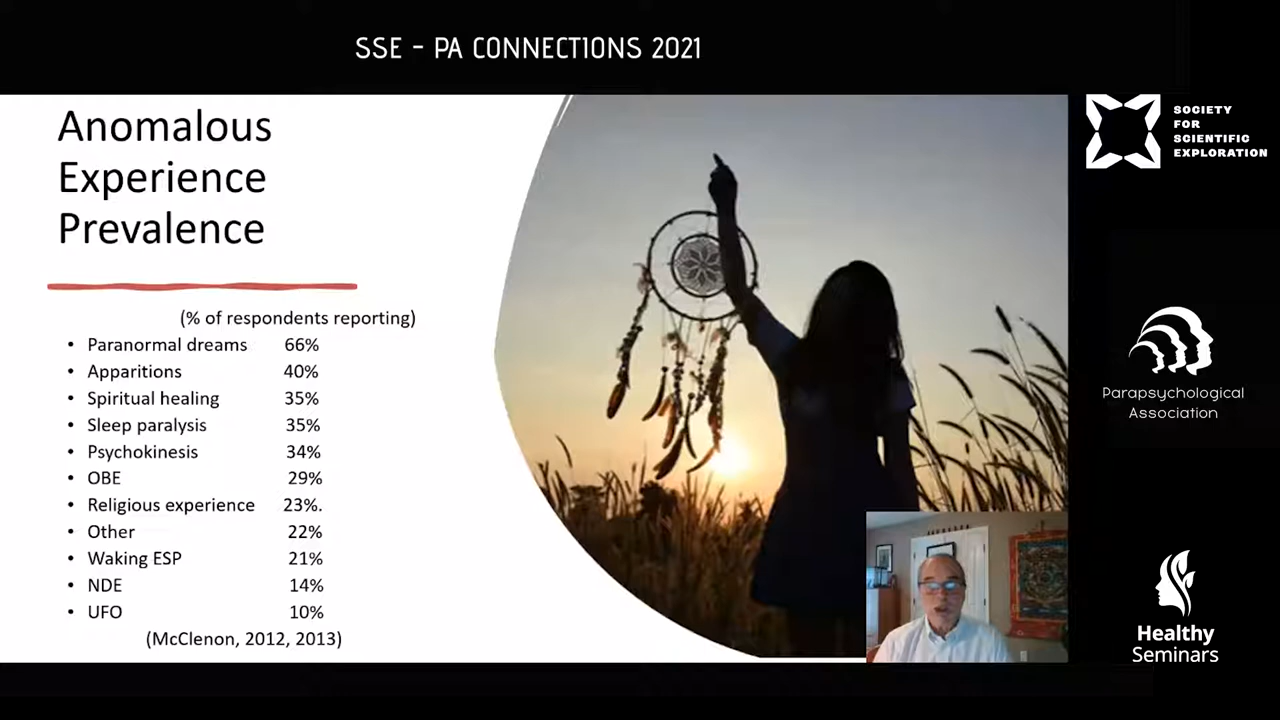 SSE - PA CONNECTIONS 2021
Anomalous
Experience
Prevalence
(% of respondents reporting)
• Paranormal dreams 66%
• Apparitions 40%
• Spiritual healing 35%
• Sleep paralysis 35%
• Psychokinesis 34%
• OBE 29%
• Religious experience 23%.
• Other 22%
• Waking ESP 21%
• NDE 14%
• UFO 10%
(McClenon, 2012, 2013)
SOCIETY
FOR
SCIENTIFIC
EXPLORATION
Parapsychological
Association
Healthy
Seminars